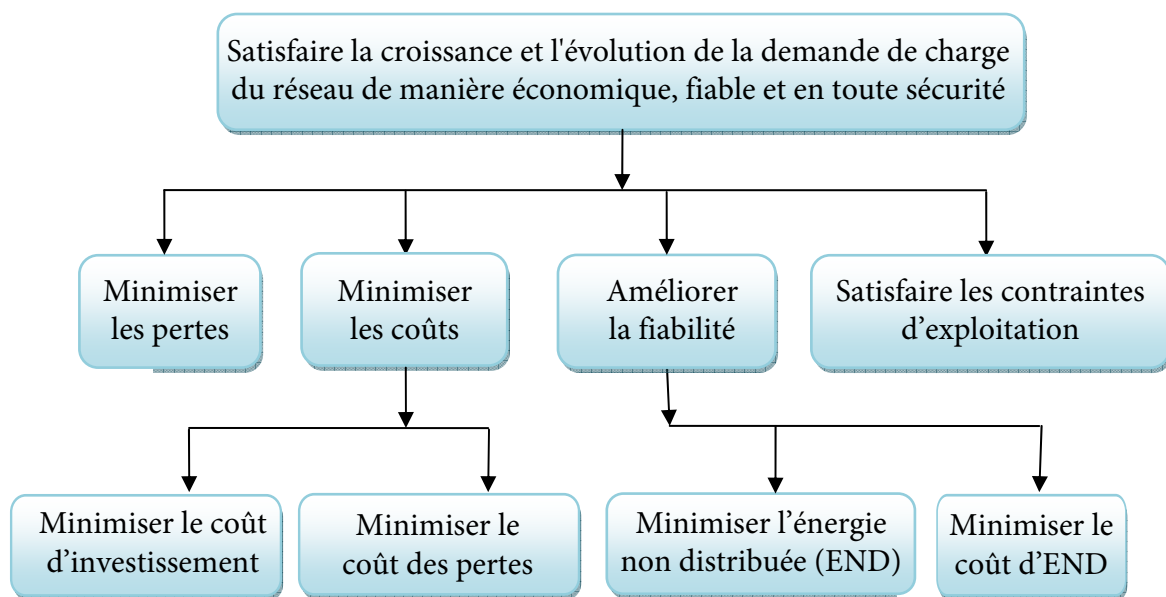 Satisfaire la croissance et l'évolution de la demande de charge
du réseau de manière économique, fiable et en toute sécurité
Minimiser
les pertes
Minimiser
les coûts
Améliorer
la fiabilité
Satisfaire les contraintes
d’exploitation
Minimiser le coût
d’investissement
Minimiser le
coût des pertes
Minimiser l’énergie
non distribuée (END)
Minimiser le
coût d’END